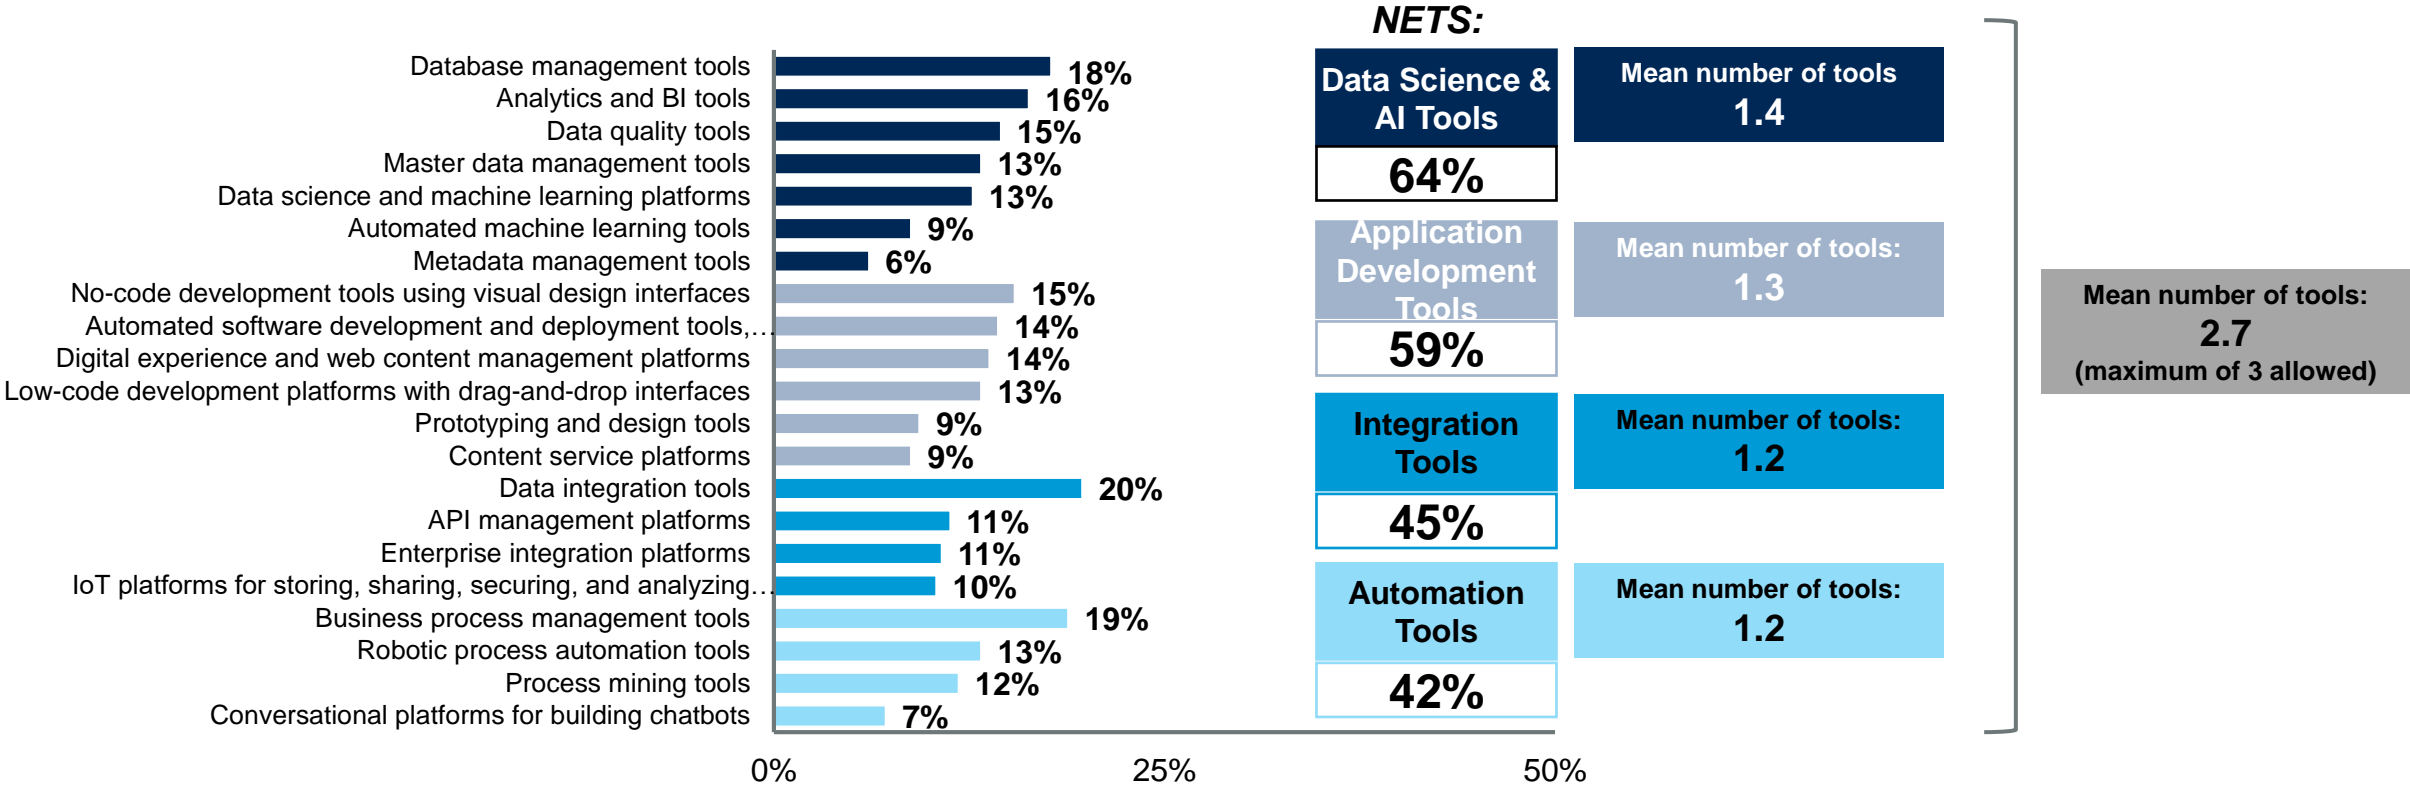 NETS:
Database management tools 18%
Analytics and BI tools 16%
Data quality tools 15%
Master data management tools 13%
Data science and machine learning platforms 13%
Automated machine learning tools 9%
Metadata management tools 6%
No-code development tools using visual design interfaces 15%
Automated software development and deployment tools,… 14%
Digital experience and web content management platforms 14%
Low-code development platforms with drag-and-drop interfaces 13%
Prototyping and design tools 9%
Content service platforms 9%
Data integration tools 20%
API management platforms 11%
Enterprise integration platforms 11%
IoT platforms for storing, sharing, securing, and analyzing… 10%
Business process management tools 19%
Robotic process automation tools 13%
Process mining tools 12%
Conversational platforms for building chatbots 7%
0% 25% 50%
Data Science &
AI Tools
64%
Mean number of tools
1.4
Application
Development
Tools
59%
Mean number of tools:
1.3
Integration
Tools
45%
Mean number of tools:
1.2
Automation
Tools
42%
Mean number of tools:
1.2
Mean number of tools:
2.7
(maximum of 3 allowed)